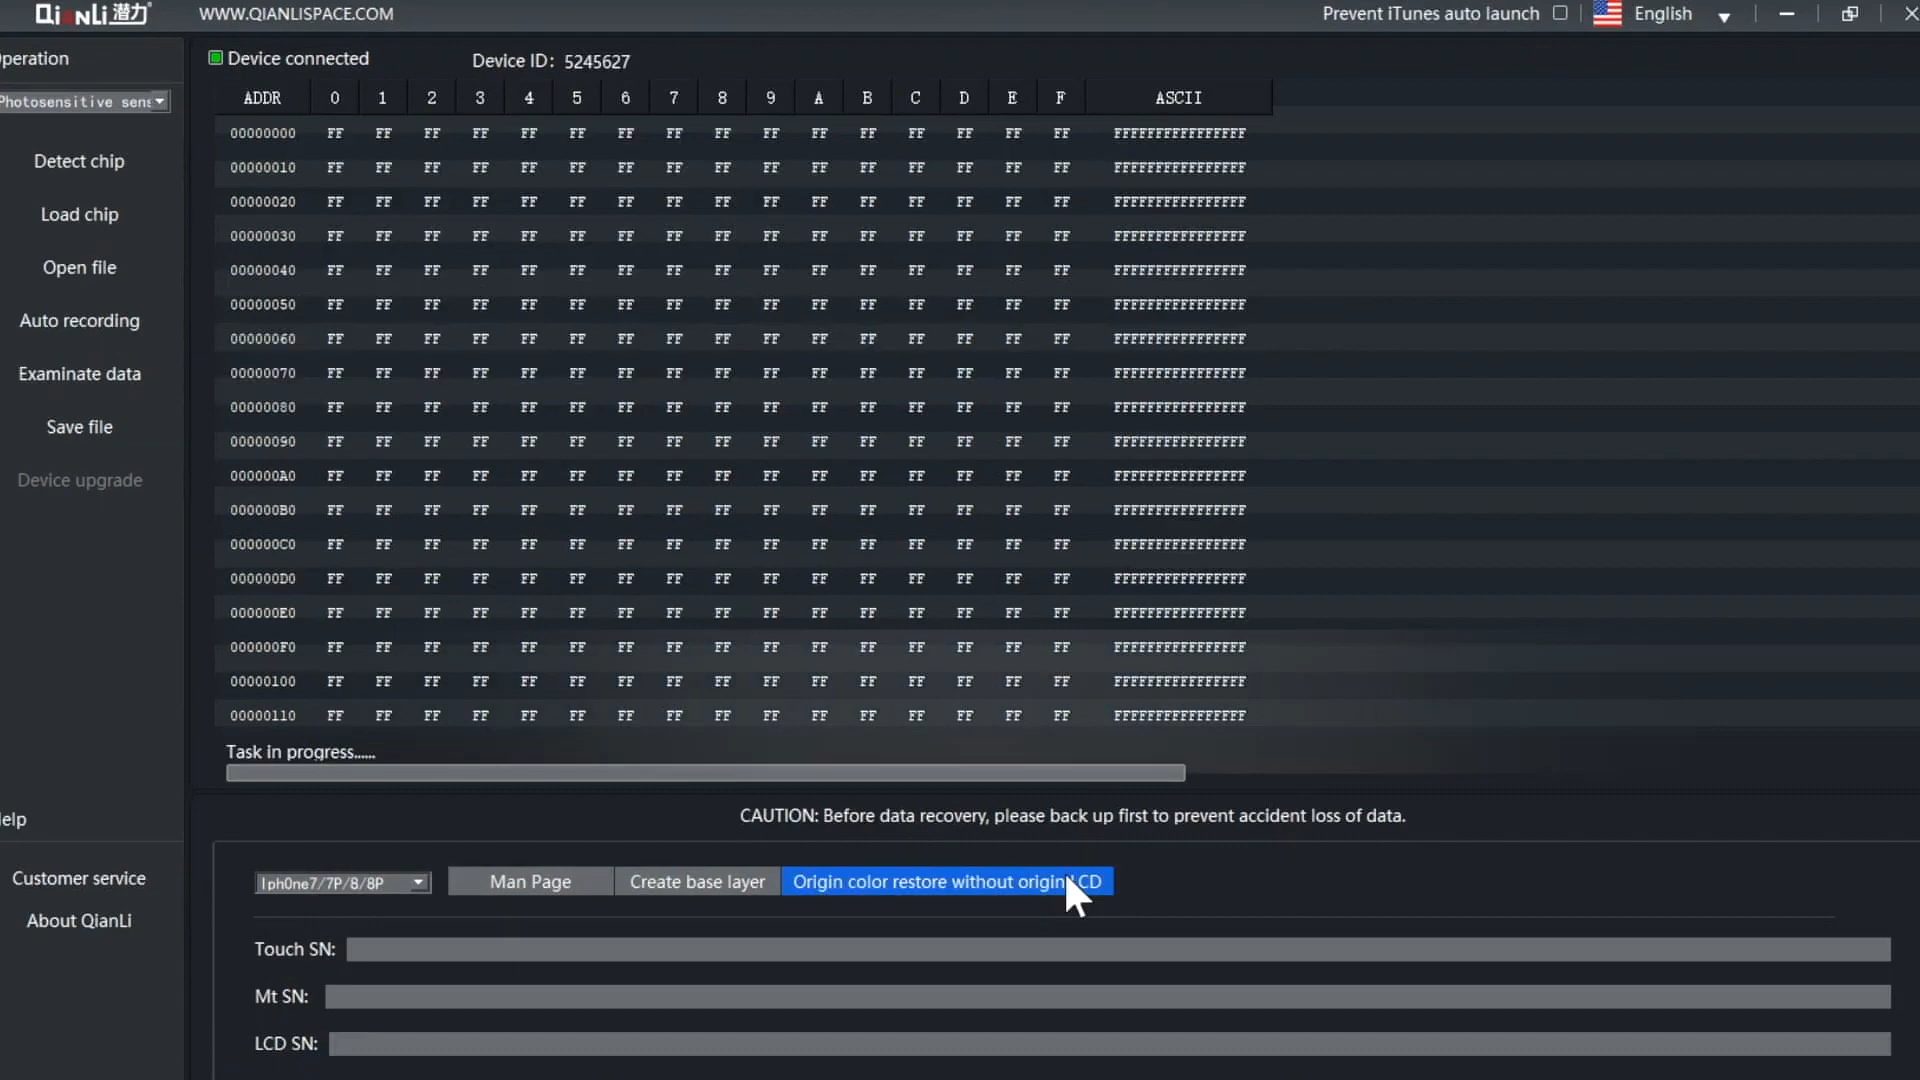 QianLi潜力
WWW.QIANLISPACE.COM
Prevent iTunes auto launch
English
peration
Photosensitive sens
Detect chip
Load chip
Open file
Auto recording
Examinate data
Save file
Device upgrade
elp
Customer service
About QianLi
Device connected
Device ID: 5245627
ADDR 0 1 2 3 4 5 6 7 8 9 A B C D E F ASCII
00000000 FF FF FF FF FF FF FF FF FF FF FF FF FF FF FF FF FFFFFFFFFFFFFFFF
00000010 FF FF FF FF FF FF FF FF FF FF FF FF FF FF FF FF FFFFFFFFFFFFFFFF
00000020 FF FF FF FF FF FF FF FF FF FF FF FF FF FF FF FF FFFFFFFFFFFFFFFF
00000030 FF FF FF FF FF FF FF FF FF FF FF FF FF FF FF FF FFFFFFFFFFFFFFFF
00000040 FF FF FF FF FF FF FF FF FF FF FF FF FF FF FF FF FFFFFFFFFFFFFFFF
00000050 FF FF FF FF FF FF FF FF FF FF FF FF FF FF FF FF FFFFFFFFFFFFFFFF
00000060 FF FF FF FF FF FF FF FF FF FF FF FF FF FF FF FF FFFFFFFFFFFFFFFF
00000070 FF FF FF FF FF FF FF FF FF FF FF FF FF FF FF FF FFFFFFFFFFFFFFFF
00000080 FF FF FF FF FF FF FF FF FF FF FF FF FF FF FF FF FFFFFFFFFFFFFFFF
00000090 FF FF FF FF FF FF FF FF FF FF FF FF FF FF FF FF FFFFFFFFFFFFFFFF
000000A0 FF FF FF FF FF FF FF FF FF FF FF FF FF FF FF FF FFFFFFFFFFFFFFFF
000000B0 FF FF FF FF FF FF FF FF FF FF FF FF FF FF FF FF FFFFFFFFFFFFFFFF
000000C0 FF FF FF FF FF FF FF FF FF FF FF FF FF FF FF FF FFFFFFFFFFFFFFFF
000000D0 FF FF FF FF FF FF FF FF FF FF FF FF FF FF FF FF FFFFFFFFFFFFFFFF
000000E0 FF FF FF FF FF FF FF FF FF FF FF FF FF FF FF FF FFFFFFFFFFFFFFFF
000000F0 FF FF FF FF FF FF FF FF FF FF FF FF FF FF FF FF FFFFFFFFFFFFFFFF
00000100 FF FF FF FF FF FF FF FF FF FF FF FF FF FF FF FF FFFFFFFFFFFFFFFF
00000110 FF FF FF FF FF FF FF FF FF FF FF FF FF FF FF FF FFFFFFFFFFFFFFFF
Task in progress......
CAUTION: Before data recovery, please back up first to prevent accident loss of data.
Iph0ne7/7P/8/8P
Man Page
Create base layer
Origin color restore without origin CD
Touch SN:
Mt SN:
LCD SN: